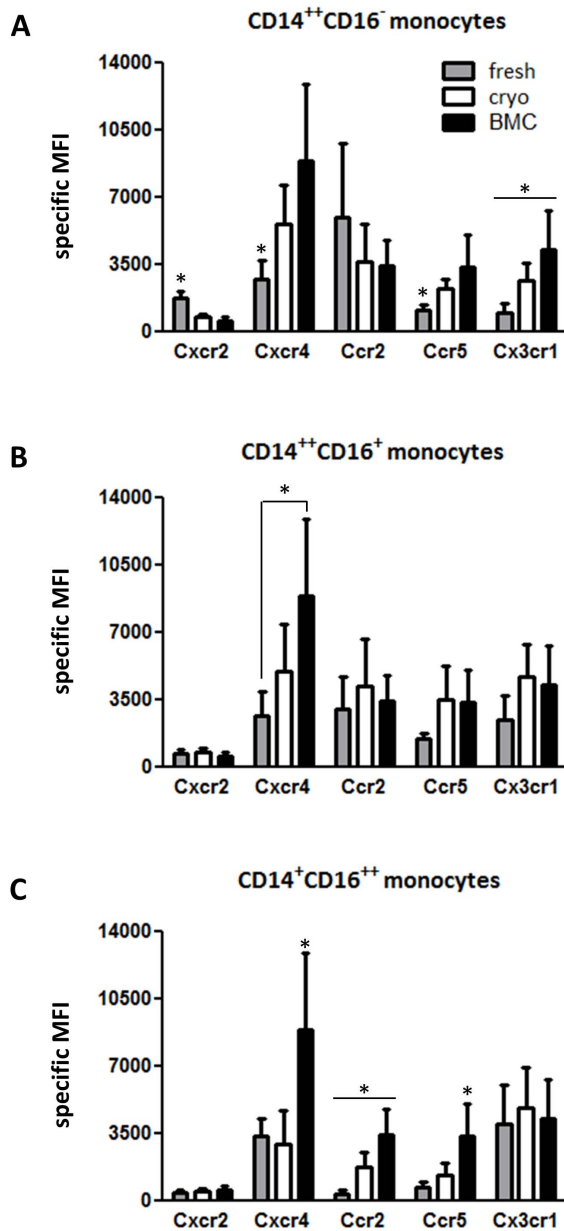 A
CD14++CD16- monocytes
14000
fresh
cryo
BMC
10500
specific MFI
7000
*
3500
*
*
*
0
Cxcr2 Cxcr4 Ccr2 Ccr5 Cx3cr1
B
CD14++CD16+ monocytes
14000
*
10500
specific MFI
7000
3500
0
Cxcr2 Cxcr4 Ccr2 Ccr5 Cx3cr1
C
CD14+CD16++ monocytes
14000
*
10500
specific MFI
7000
*
*
3500
0
Cxcr2 Cxcr4 Ccr2 Ccr5 Cx3cr1